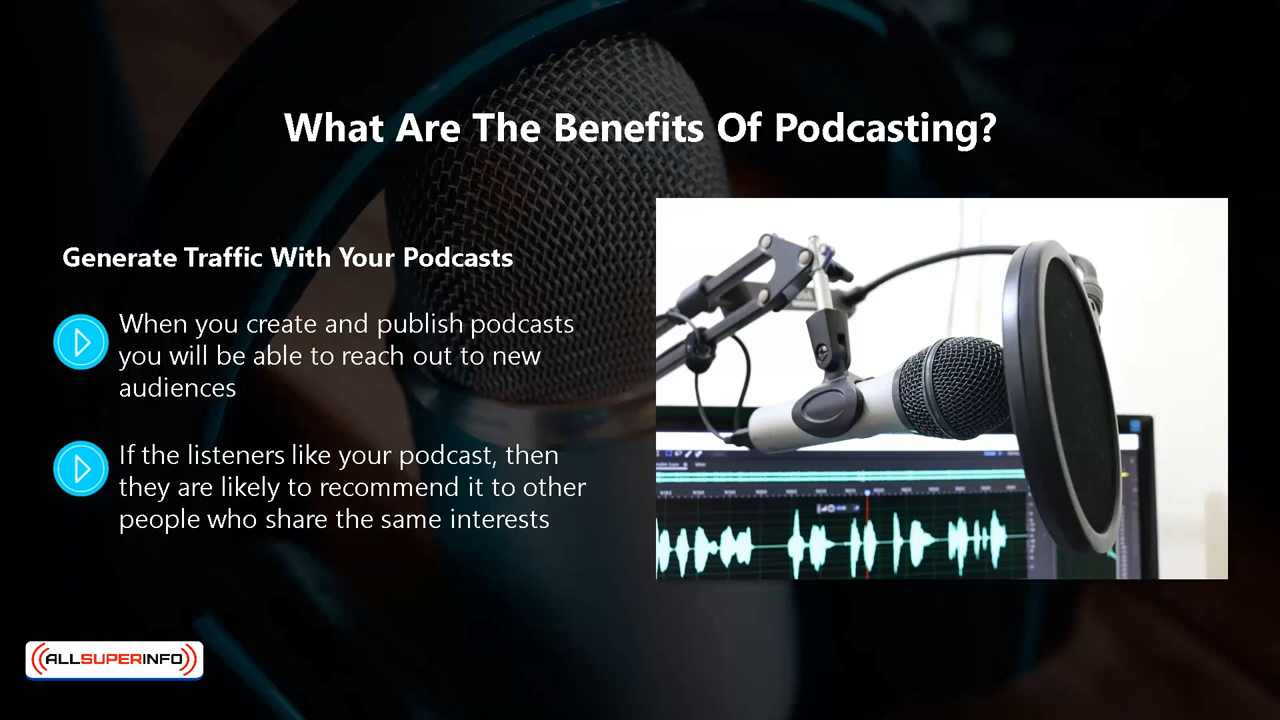 What Are The Benefits Of Podcasting?
Generate Traffic With Your Podcasts
When you create and publish podcasts
you will be able to reach out to new
audiences
If the listeners like your podcast, then
they are likely to recommend it to other
people who share the same interests
ALLSUPERINFO